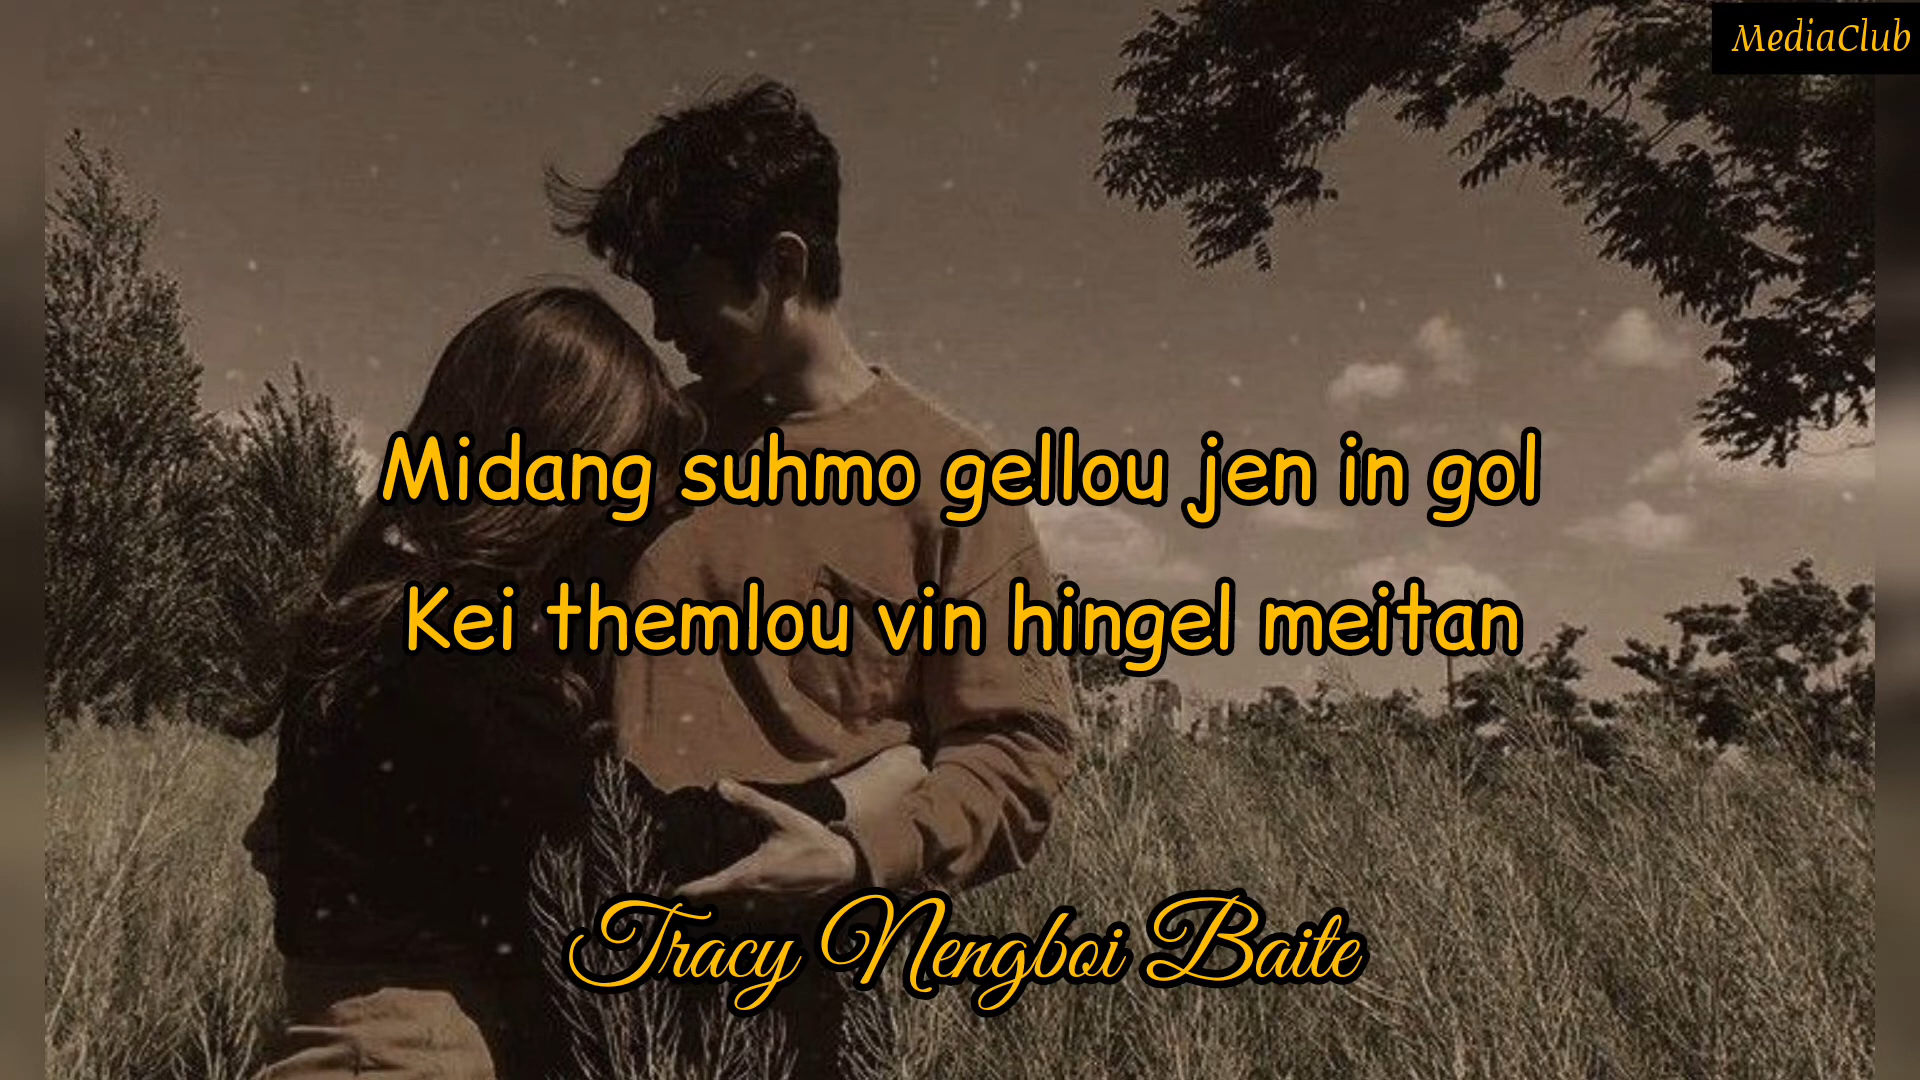 MediaClub
Midang suhmo gellou jen in gol
Kei themlou vin hingel meitan
Tracy Nengboi Baite